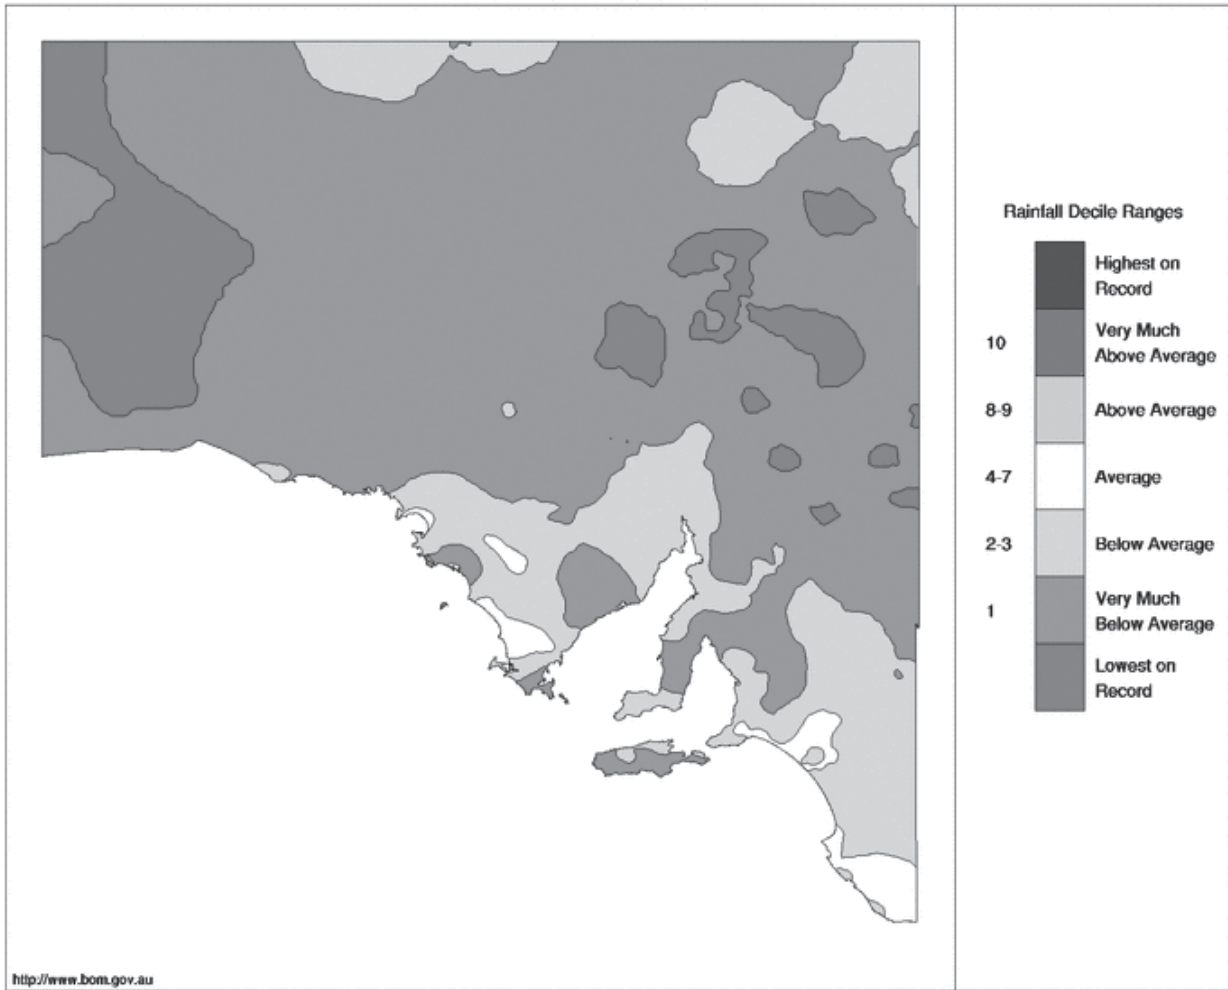 Rainfall Decile Ranges
Highest on
Record
10
Very Much
Above Average
8-9
Above Average
4-7
Average
2-3
Below Average
1
Very Much
Below Average
Lowest on
Record
http://www.bom.gov.au